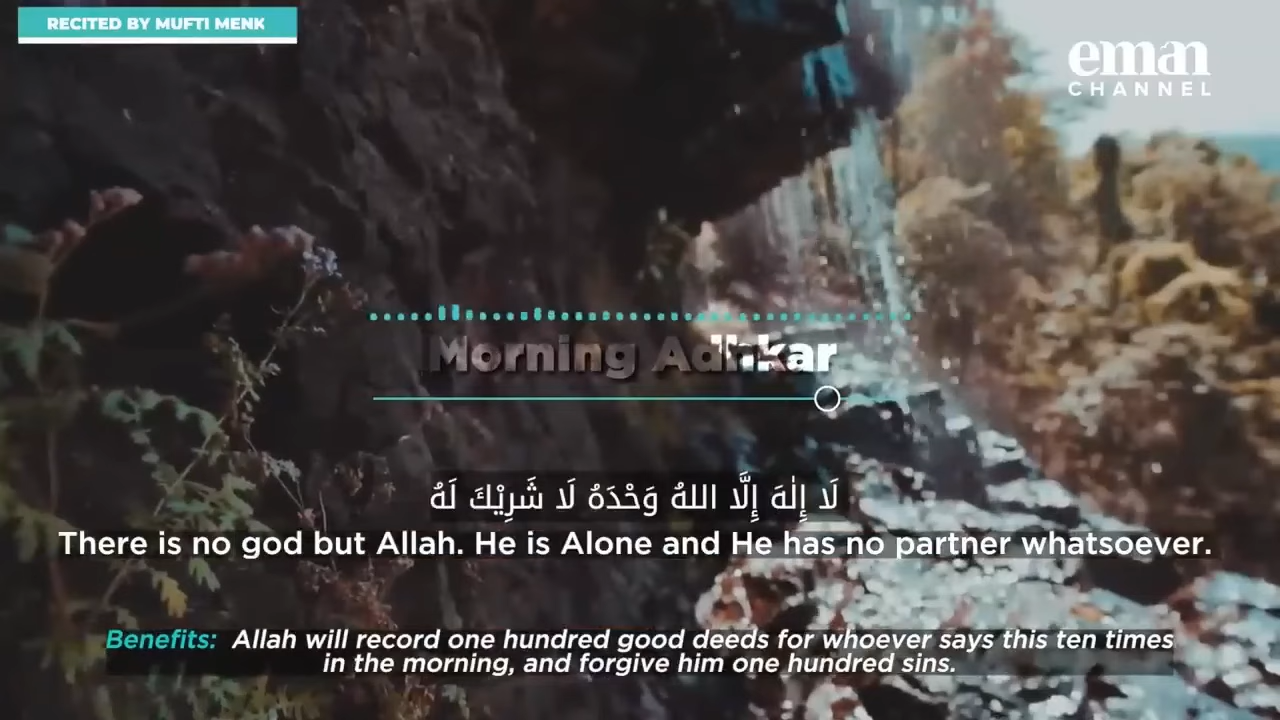 RECITED BY MUFTI MENK
eman
CHANNEL
Morning Adhkar
لَا إِلٰهَ إِلَّا اللهُ وَحْدَهُ لَا شَرِيْكَ لَهُ
There is no god but Allah. He is Alone and He has no partner whatsoever.
Benefits: Allah will record one hundred good deeds for whoever says this ten times
in the morning, and forgive him one hundred sins.